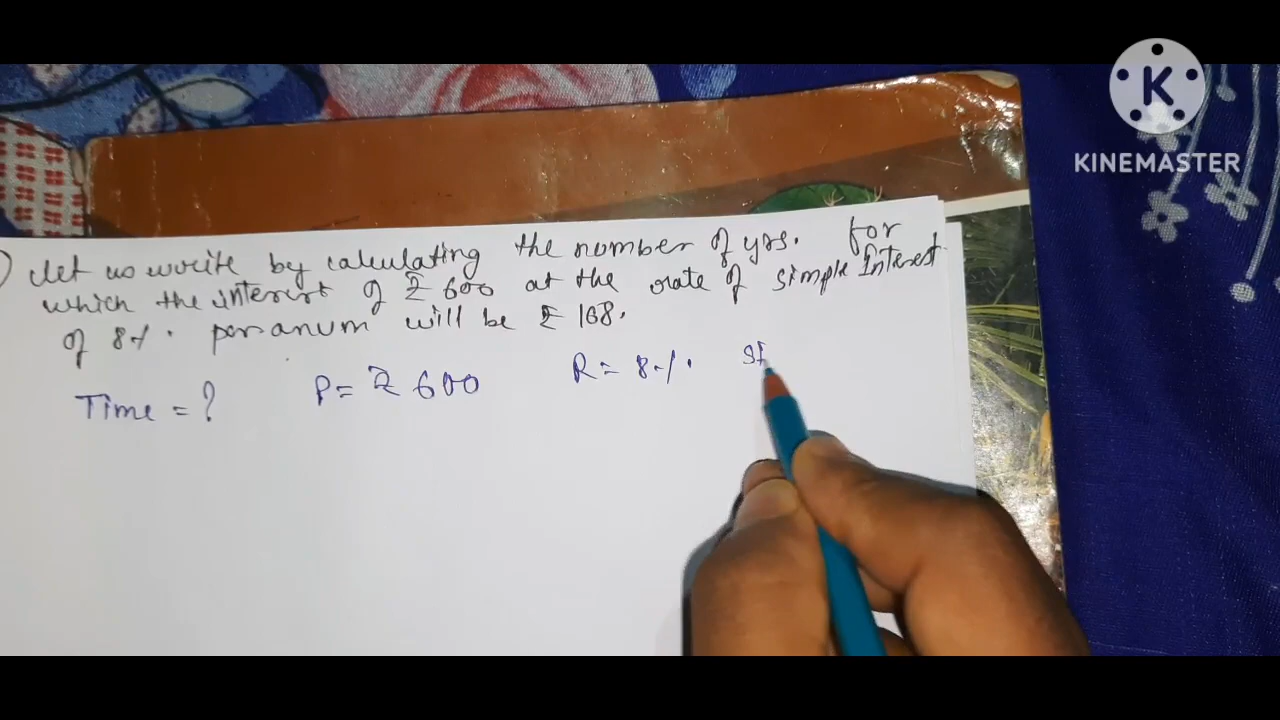 KINEMASTER
) Let us write by calculating the number of yrs. for
which the interest of ₹ 600 at the rate of simple Interest
of 8%. per anum will be ₹ 168.
Time = ? P = ₹ 600 R = 8% SI